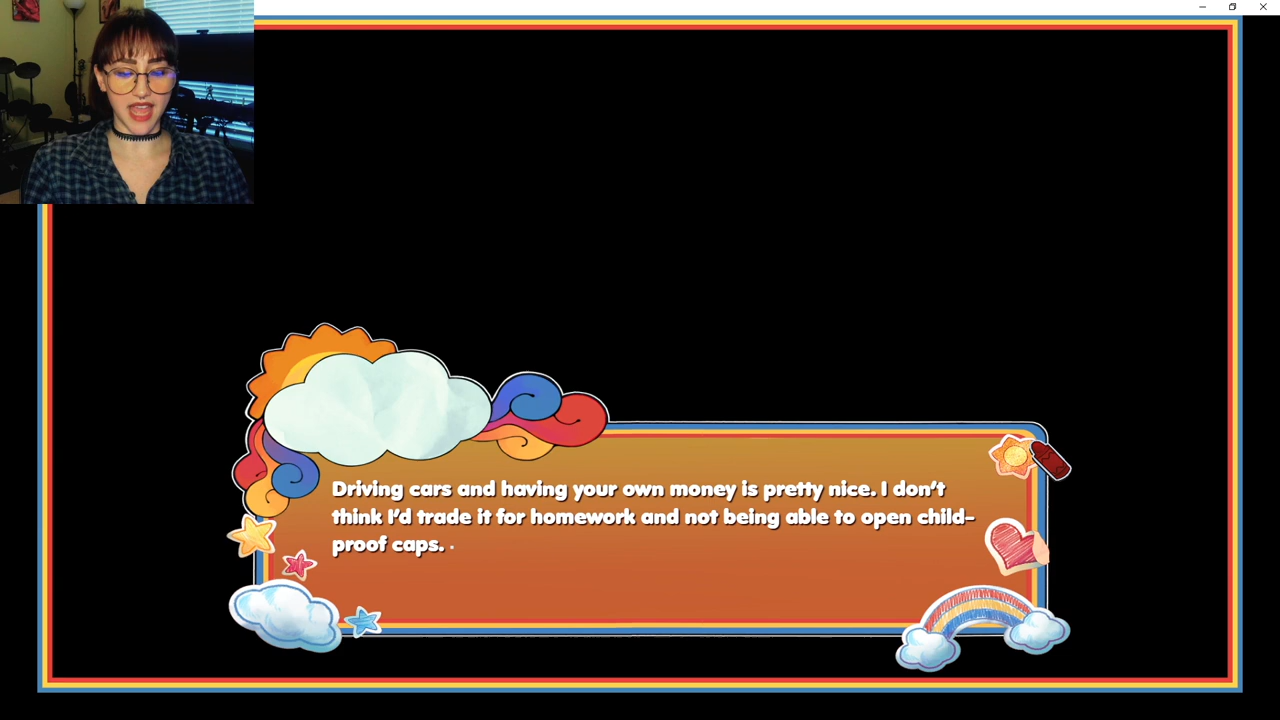 Driving cars and having your own money is pretty nice. I don't
think I'd trade it for homework and not being able to open child-
proof caps.